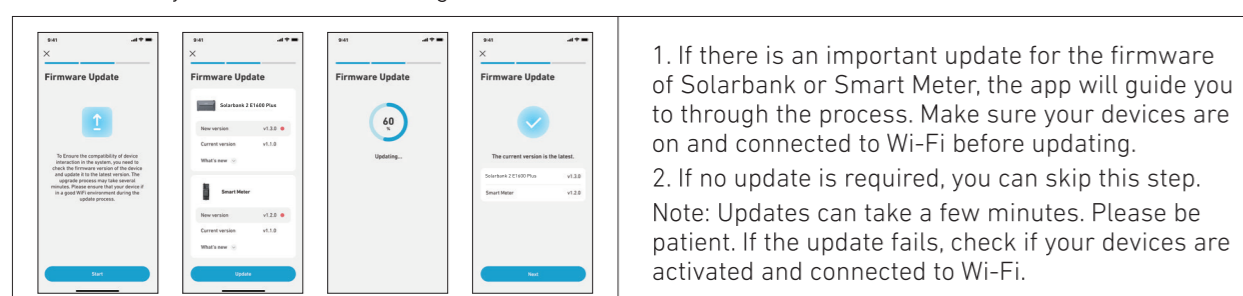 9:41
Firmware Update
To Ensure the compatibility of device
interaction in the system, you need to
check the firmware version of the device
and update it to the latest version. The
upgrade process may take several
minutes. Please ensure that your device if
in a good WiFi environment during the
update process.
Start
9:41
Firmware Update
Solarbank 2 E1600 Plus
New version v1.3.0
Current version v1.1.0
What's new
Smart Meter
New version v1.2.0
Current version v1.1.0
What's new
Update
9:41
Firmware Update
60
%
Updating...
9:41
Firmware Update
The current version is the latest.
Solarbank 2 E1600 Plus v1.3.0
Smart Meter v1.2.0
Next
1. If there is an important update for the firmware
of Solarbank or Smart Meter, the app will guide you
to through the process. Make sure your devices are
on and connected to Wi-Fi before updating.
2. If no update is required, you can skip this step.
Note: Updates can take a few minutes. Please be
patient. If the update fails, check if your devices are
activated and connected to Wi-Fi.